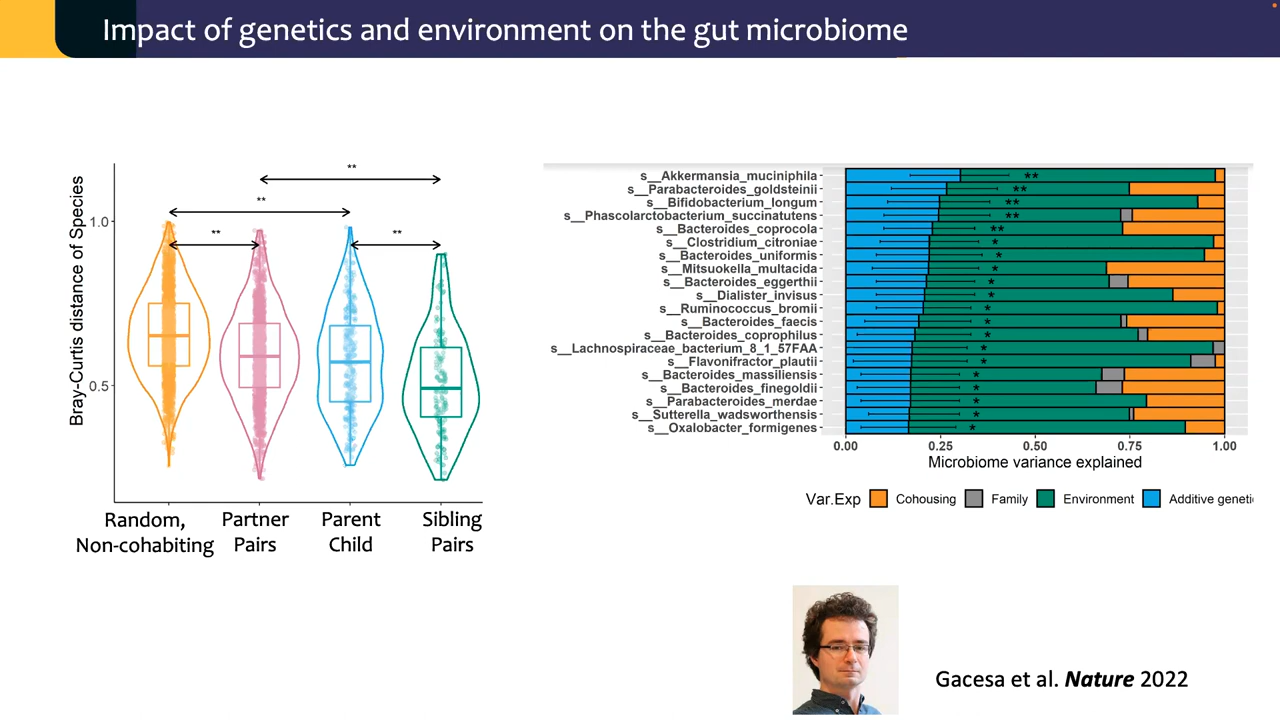 Impact of genetics and environment on the gut microbiome
Bray-Curtis distance of Species
1.0
0.5
**
**
**
**
Random,
Non-cohabiting
Partner
Pairs
Parent
Child
Sibling
Pairs
s__Akkermansia_muciniphila **
s__Parabacteroides_goldsteinii **
s__Bifidobacterium_longum **
s__Phascolarctobacterium_succinatutens **
s__Bacteroides_coprocola **
s__Clostridium_citroniae *
s__Bacteroides_uniformis *
s__Mitsuokella_multacida *
s__Bacteroides_eggerthii *
s__Dialister_invisus *
s__Ruminococcus_bromii *
s__Bacteroides_faecis *
s__Bacteroides_coprophilus *
s__Lachnospiraceae_bacterium_8_1_57FAA *
s__Flavonifractor_plautii *
s__Bacteroides_massiliensis *
s__Bacteroides_finegoldii *
s__Parabacteroides_merdae *
s__Sutterella_wadsworthensis *
s__Oxalobacter_formigenes *
0.00 0.25 0.50 0.75 1.00
Microbiome variance explained
Var.Exp Cohousing Family Environment Additive geneti
Gacesa et al. Nature 2022